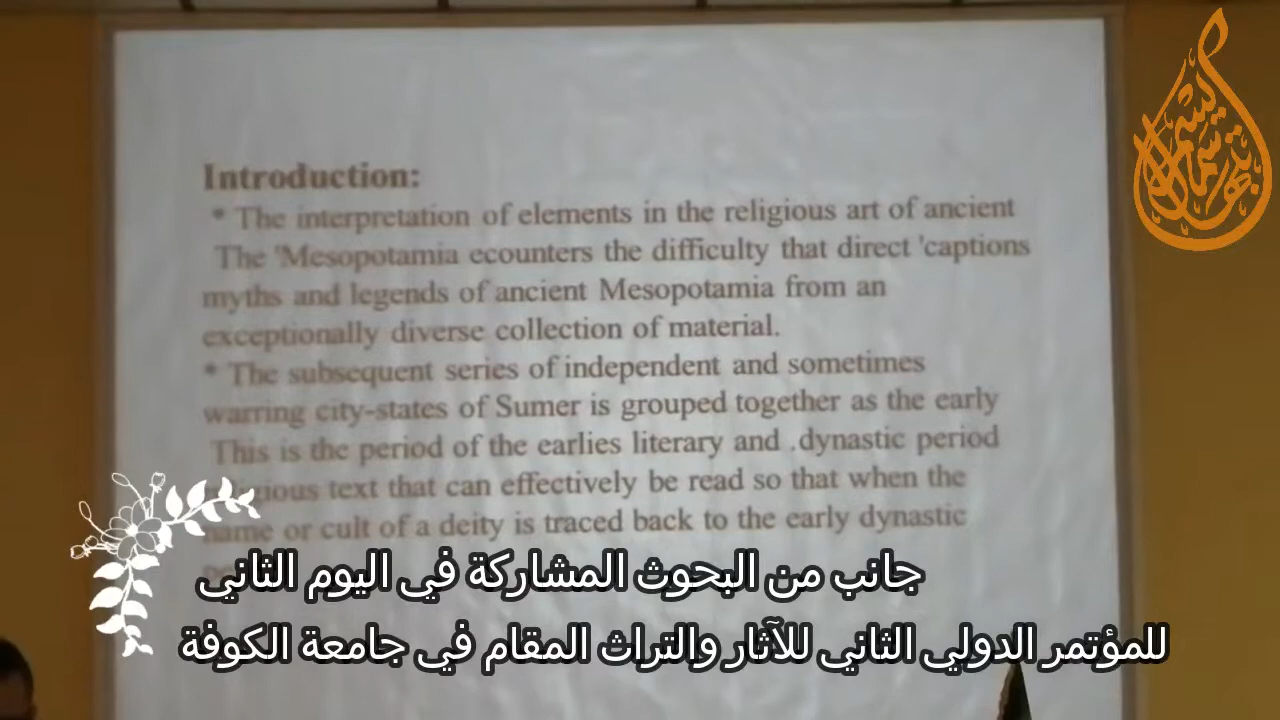 Introduction:
* The interpretation of elements in the religious art of ancient
The 'Mesopotamia ecounters the difficulty that direct 'captions
myths and legends of ancient Mesopotamia from an
exceptionally diverse collection of material.
* The subsequent series of independent and sometimes
warring city-states of Sumer is grouped together as the early
This is the period of the earlies literary and .dynastic period
text that can effectively be read so that when the
name or cult of a deity is traced back to the early dynastic
جانب من البحوث المشاركة في اليوم الثاني
للمؤتمر الدولي الثاني للآثار والتراث المقام في جامعة الكوفة